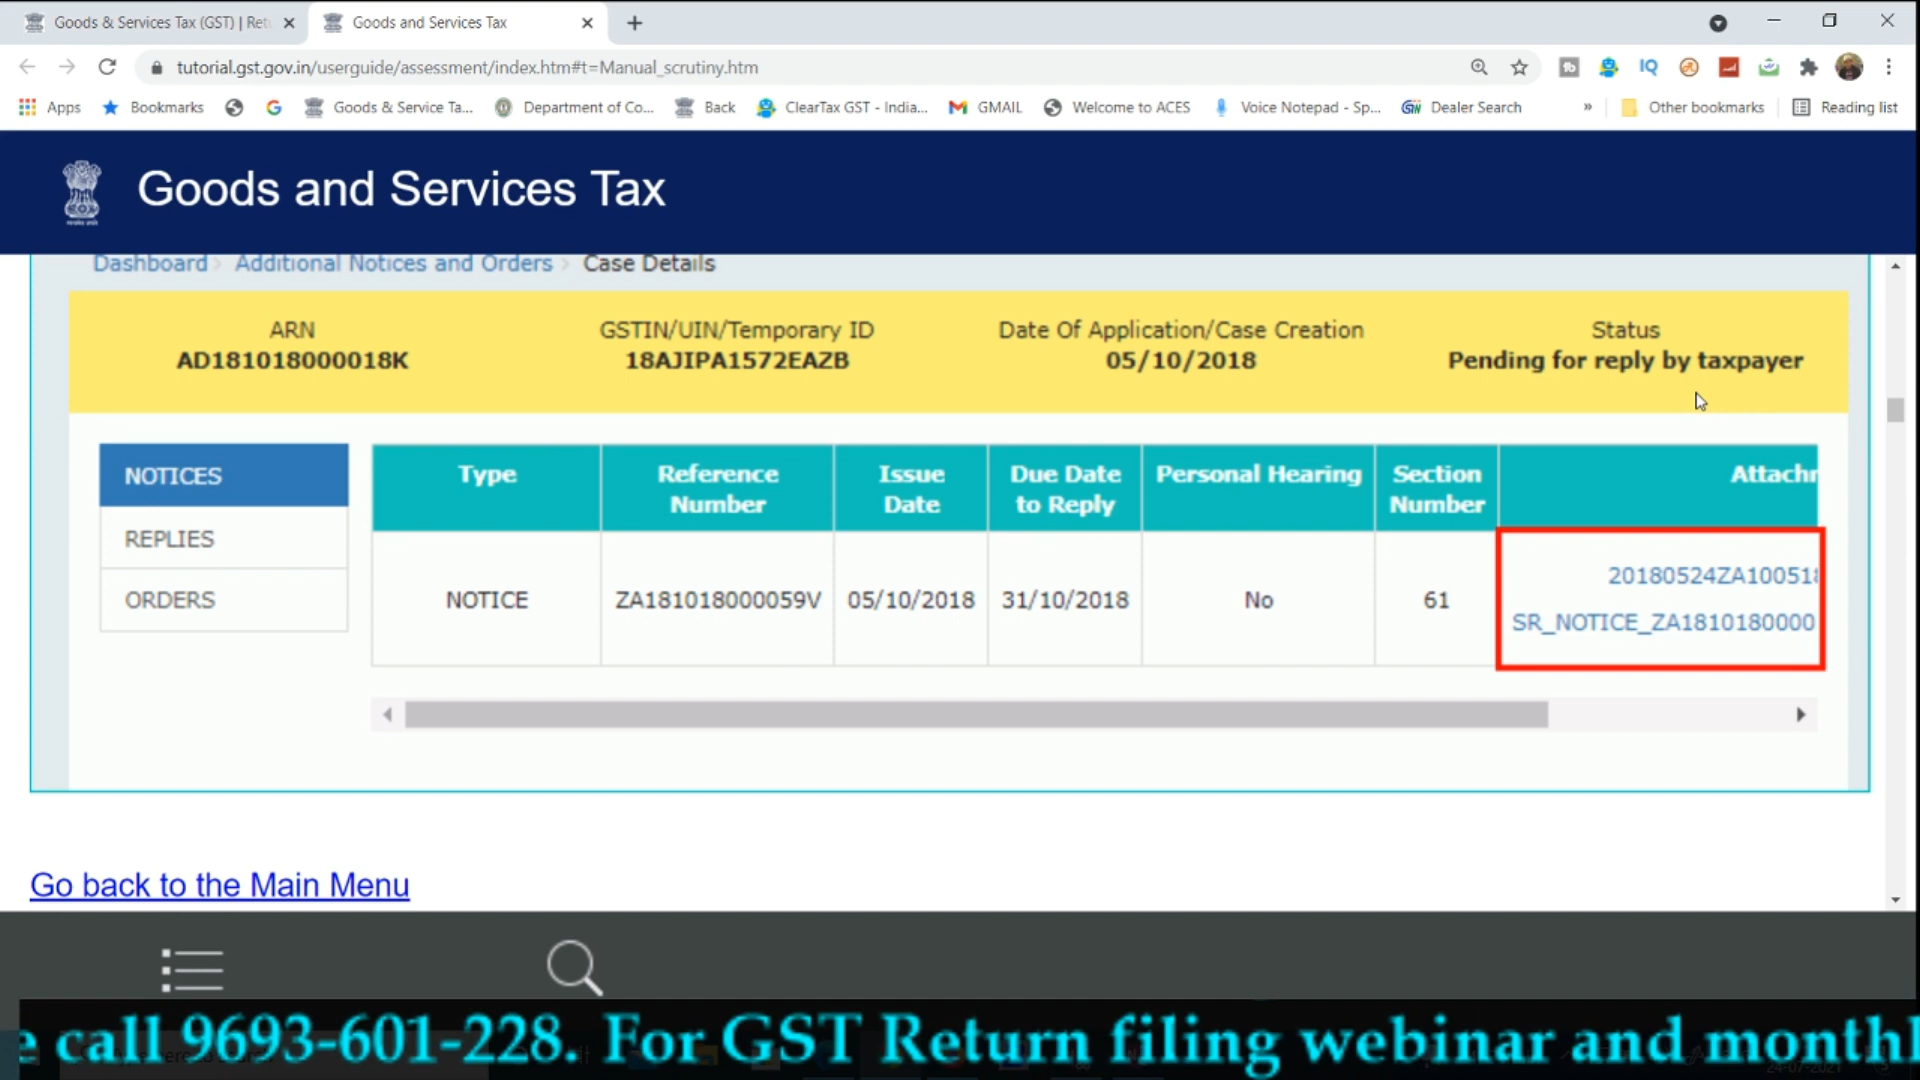 Goods & Services Tax (GST) | Ret
Goods and Services Tax
tutorial.gst.gov.in/userguide/assessment/index.htm#t=Manual_scrutiny.htm
Apps
Bookmarks
Goods & Service Ta...
Department of Co...
Back
ClearTax GST - India...
GMAIL
Welcome to ACES
Voice Notepad - Sp...
Dealer Search
»
Other bookmarks
Reading list
Goods and Services Tax
Dashboard > Additional Notices and Orders > Case Details
ARN
AD181018000018K
GSTIN/UIN/Temporary ID
18AJIPA1572EAZB
Date Of Application/Case Creation
05/10/2018
Status
Pending for reply by taxpayer
NOTICES
REPLIES
ORDERS
Type
Reference Number
Issue Date
Due Date to Reply
Personal Hearing
Section Number
Attach
NOTICE
ZA181018000059V
05/10/2018
31/10/2018
No
61
20180524ZA10051
SR_NOTICE_ZA1810180000
Go back to the Main Menu
e call 9693-601-228. For GST Return filing webinar and monthl